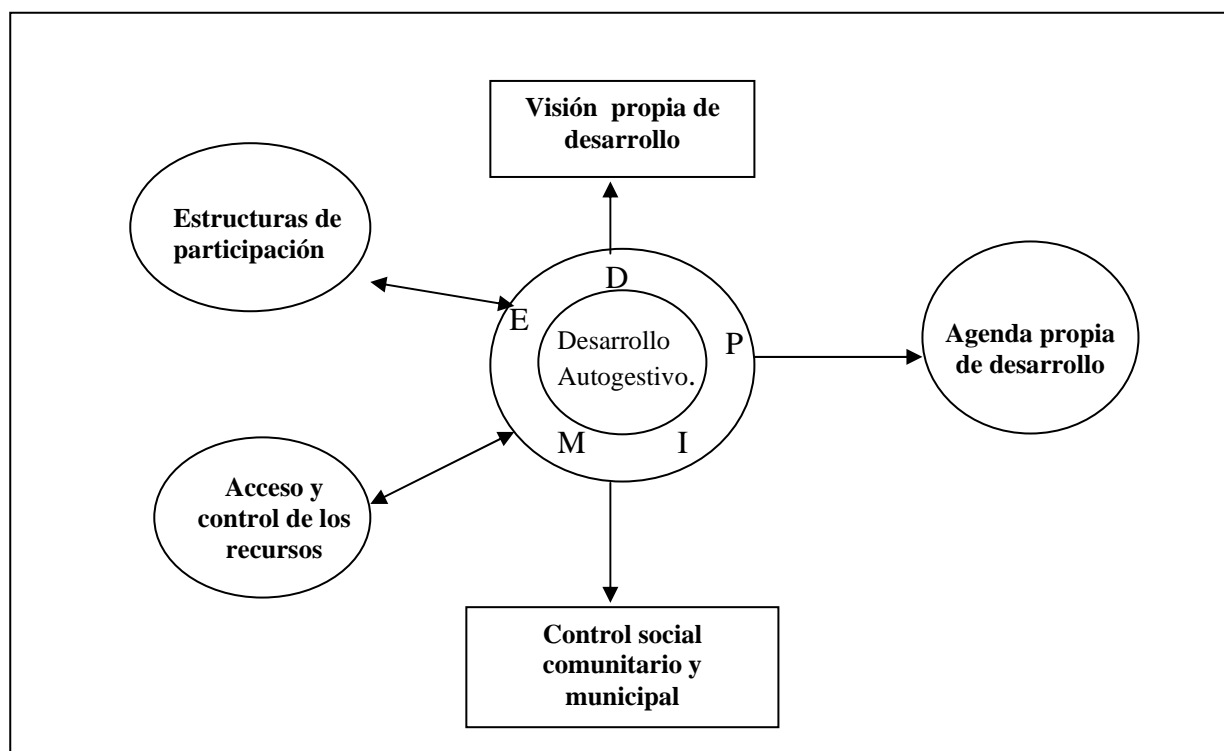 Visión propia de
desarrollo
Estructuras de
participación
D
E
P
Desarrollo
Autogestivo.
Agenda propia
de desarrollo
M
I
Acceso y
control de los
recursos
Control social
comunitario y
municipal